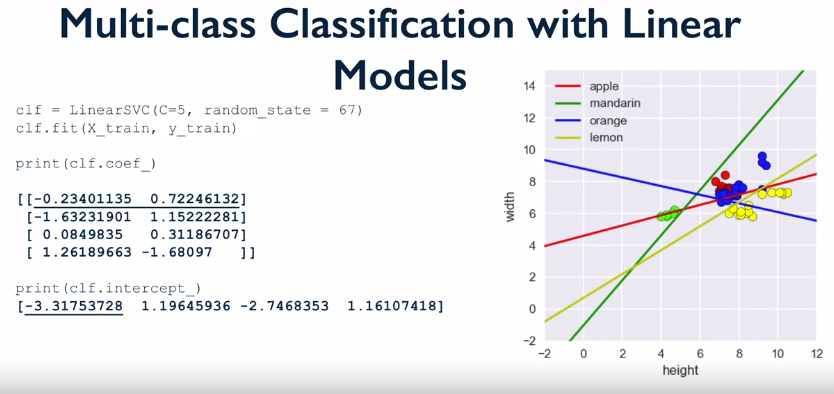 Multi-class Classification with Linear
Models
clf = LinearSVC(C=5, random_state = 67)
clf.fit(X_train, y_train)
print(clf.coef_)
[[-0.23401135 0.72246132]
[-1.63231901 1.15222281]
[ 0.0849835 0.31186707]
[ 1.26189663 -1.68097 ]]
print(clf.intercept_)
[-3.31753728 1.19645936 -2.7468353 1.16107418]
apple
mandarin
orange
lemon
14
12
10
8
6
4
2
0
−2
width
−2 0 2 4 6 8 10 12
height